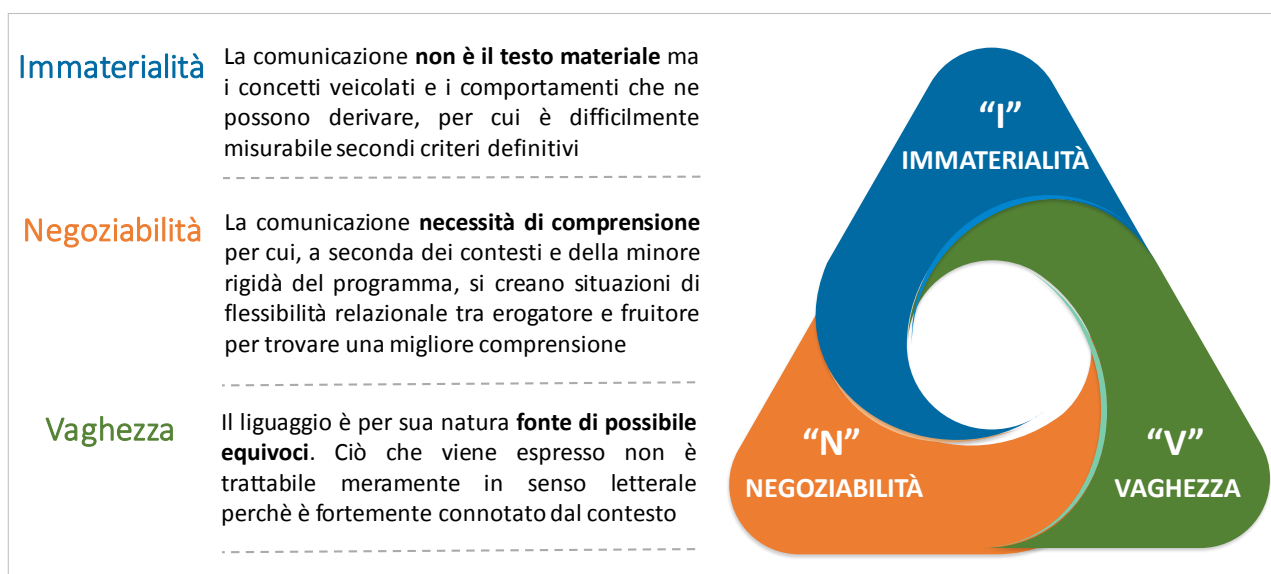 Immaterialità
La comunicazione non è il testo materiale ma
i concetti veicolati e i comportamenti che ne
possono derivare, per cui è difficilmente
misurabile secondi criteri definitivi
Negoziabilità
La comunicazione necessità di comprensione
per cui, a seconda dei contesti e della minore
rigidà del programma, si creano situazioni di
flessibilità relazionale tra erogatore e fruitore
per trovare una migliore comprensione
Vaghezza
Il liguaggio è per sua natura fonte di possibile
equivoci. Ciò che viene espresso non è
trattabile meramente in senso letterale
perchè è fortemente connotato dal contesto
“I”
IMMATERIALITÀ
“N”
NEGOZIABILITÀ
“V”
VAGHEZZA